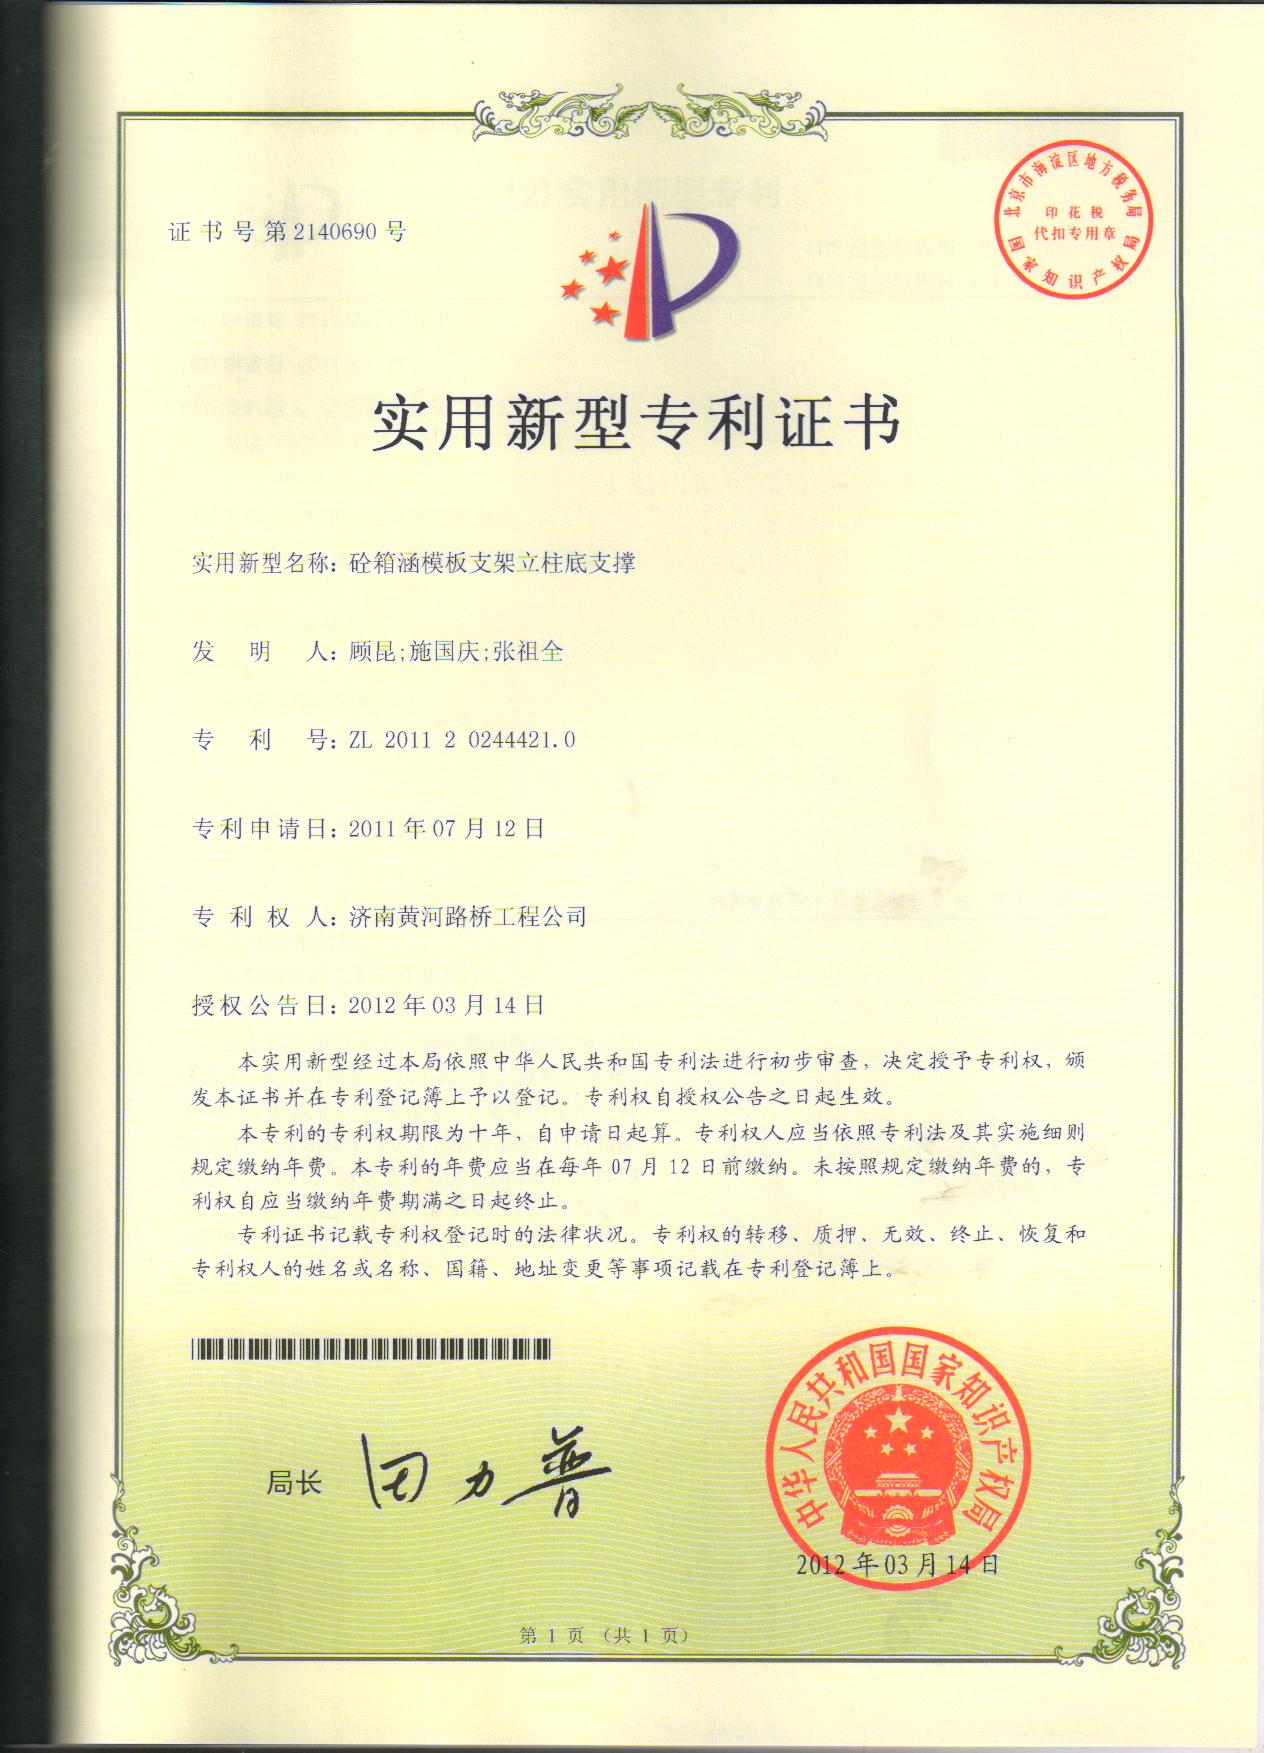 证书号第2140690号
北京市海淀区地方税务局
印花税
代扣专用章
国家知识产权局
实用新型专利证书
实用新型名称：砼箱涵模板支架立柱底支撑
发明人：顾昆;施国庆;张祖全
专利号：ZL 2011 2 0244421.0
专利申请日：2011年07月12日
专利权人：济南黄河路桥工程公司
授权公告日：2012年03月14日
本实用新型经过本局依照中华人民共和国专利法进行初步审查，决定授予专利权，颁
发本证书并在专利登记簿上予以登记。专利权自授权公告之日起生效。
本专利的专利权期限为十年，自申请日起算。专利权人应当依照专利法及其实施细则
规定缴纳年费。本专利的年费应当在每年07月12日前缴纳。未按照规定缴纳年费的，专
利权自应当缴纳年费期满之日起终止。
专利证书记载专利权登记时的法律状况。专利权的转移、质押、无效、终止、恢复和
专利权人的姓名或名称、国籍、地址变更等事项记载在专利登记簿上。
局长 田力普
中华人民共和国国家知识产权局
2012年03月14日
第1页（共1页）